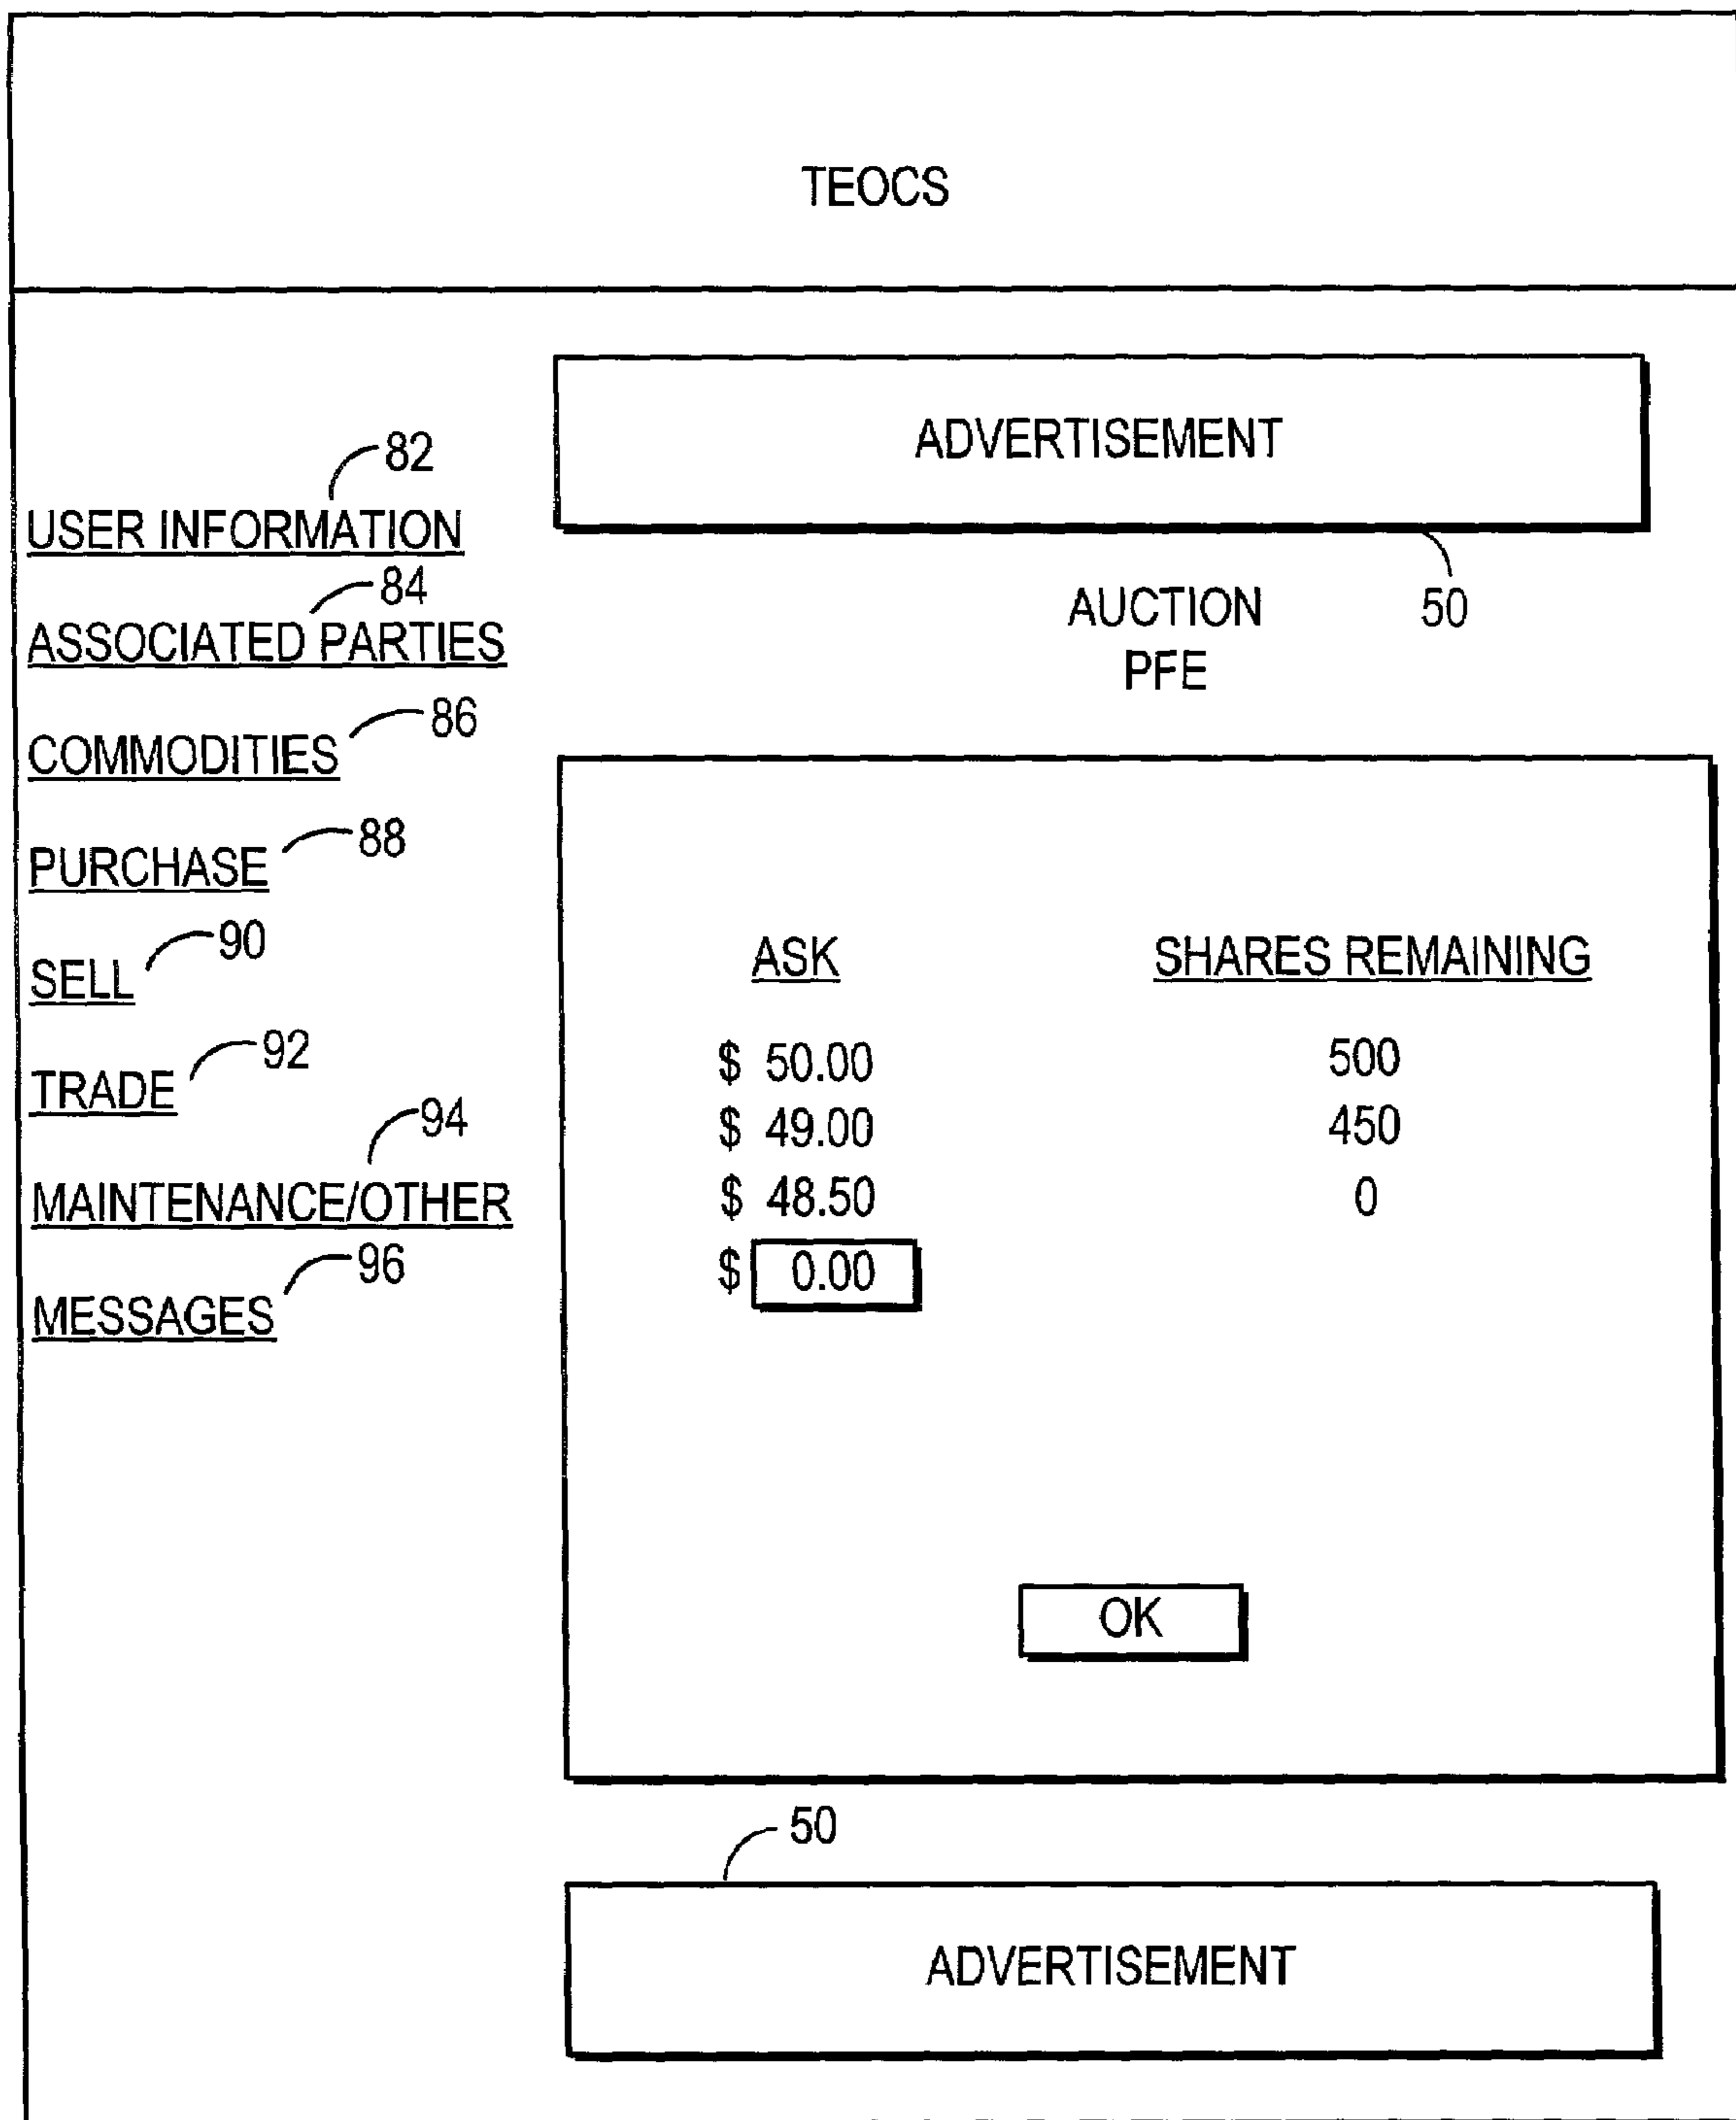 TEOCS
ADVERTISEMENT
50
AUCTION
PFE
82
USER INFORMATION
84
ASSOCIATED PARTIES
86
COMMODITIES
88
PURCHASE
90
SELL
92
TRADE
94
MAINTENANCE/OTHER
96
MESSAGES
ASK SHARES REMAINING
$ 50.00 500
$ 49.00 450
$ 48.50 0
$ 0.00
OK
50
ADVERTISEMENT